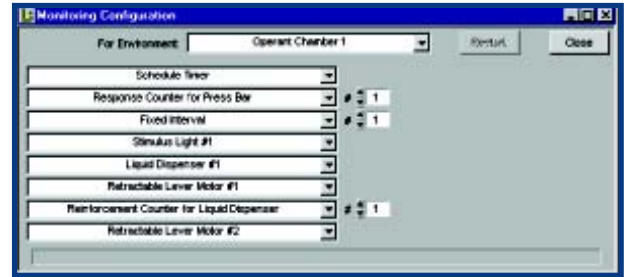 Monitoring Configuration
For Environment: Operant Chamber 1 Restart Close
Schedule Timer
Response Counter for Press Bar # 1
Fixed Interval # 1
Stimulus Light #1
Liquid Dispenser #1
Retractable Lever Motor #1
Reinforcement Counter for Liquid Dispenser # 1
Retractable Lever Motor #2